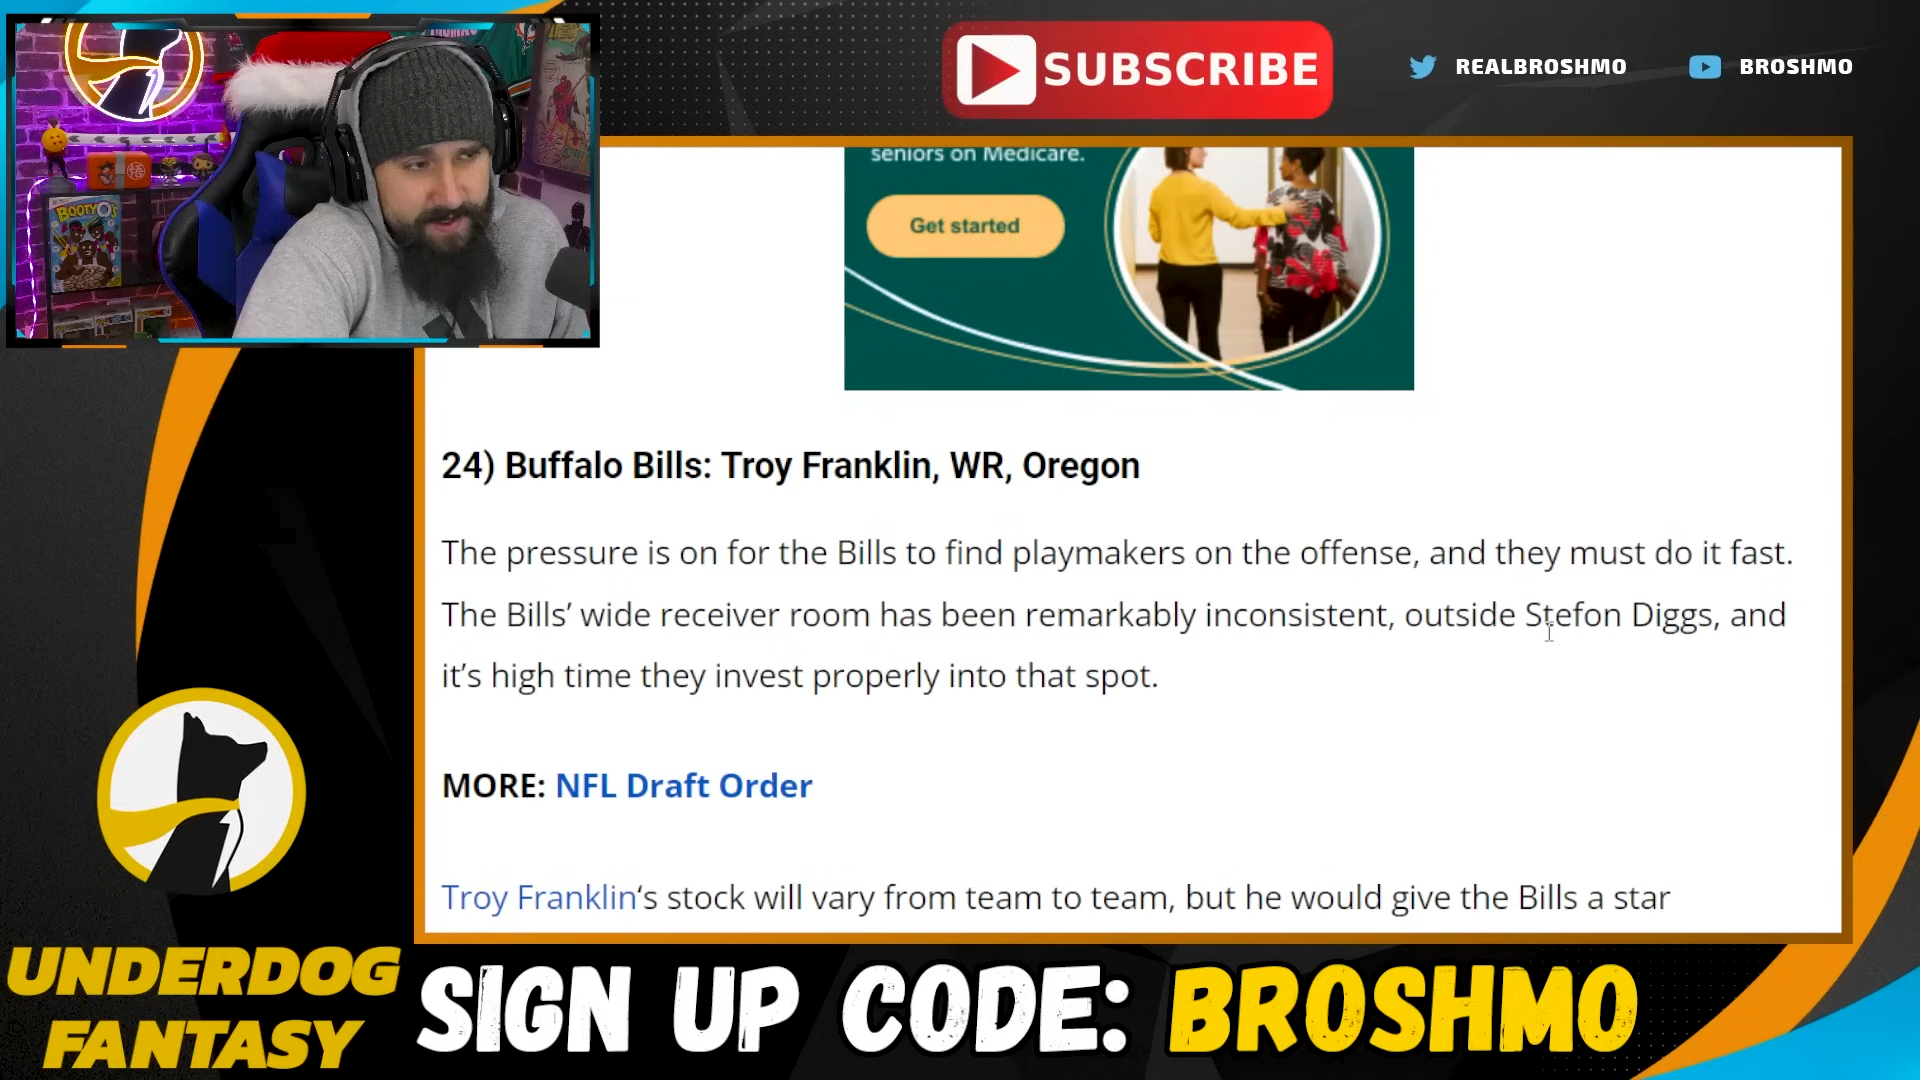 SUBSCRIBE
REALBROSHMO
BROSHMO
BOOTYO's
seniors on Medicare.
Get started
24) Buffalo Bills: Troy Franklin, WR, Oregon
The pressure is on for the Bills to find playmakers on the offense, and they must do it fast.
The Bills’ wide receiver room has been remarkably inconsistent, outside Stefon Diggs, and
it’s high time they invest properly into that spot.
MORE: NFL Draft Order
Troy Franklin‘s stock will vary from team to team, but he would give the Bills a star
UNDERDOG
FANTASY
SIGN UP CODE: BROSHMO